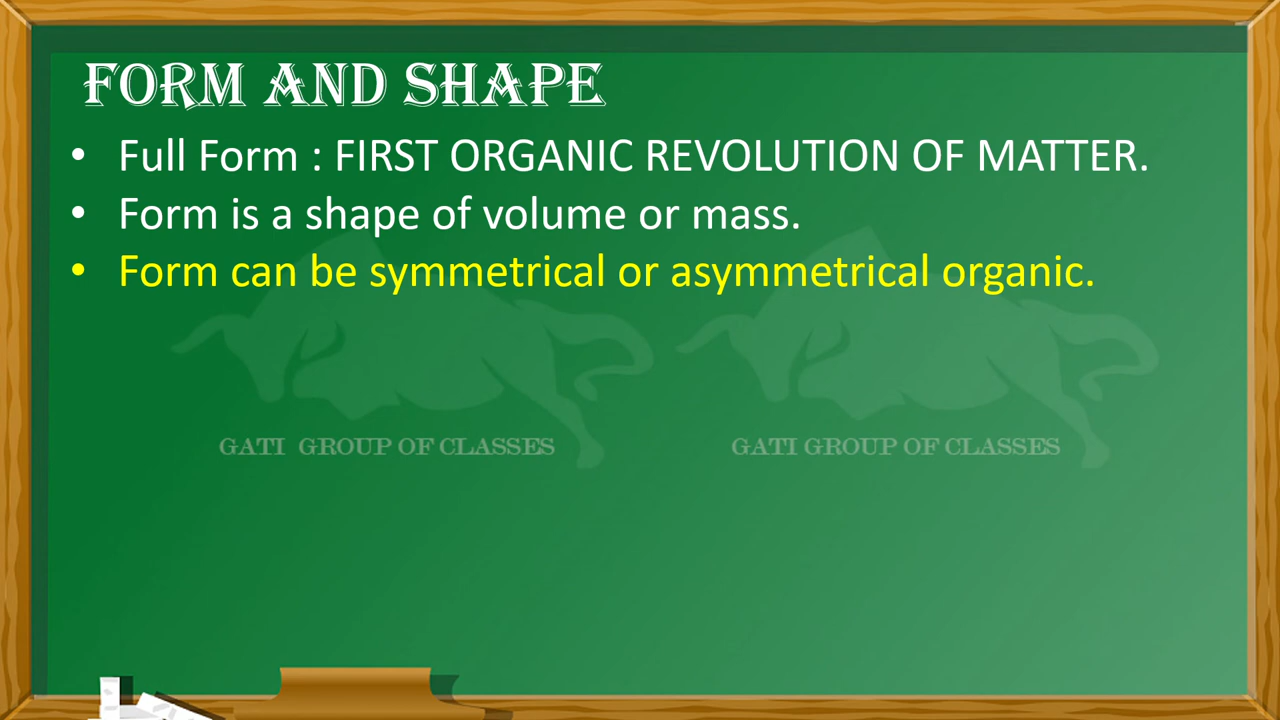 FORM AND SHAPE
• Full Form : FIRST ORGANIC REVOLUTION OF MATTER.
• Form is a shape of volume or mass.
• Form can be symmetrical or asymmetrical organic.
GATI GROUP OF CLASSES GATI GROUP OF CLASSES